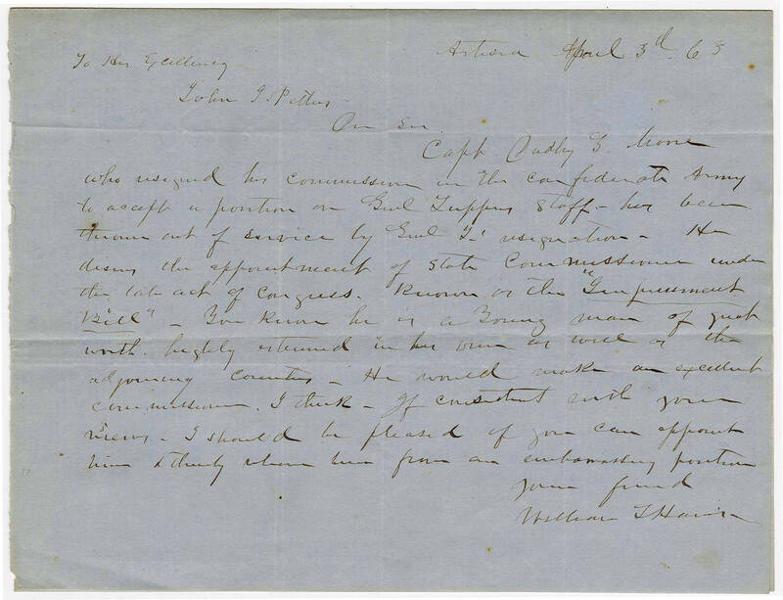 Artesia April 3th 63
To His Excellency
John J. Pettus
Dear Sir
Capt Dudly G. Moore
who resigned his commission in the confederate Army
to accept a position on Genl Tuppers Staff - has been
thrown out of service by Genl T.s resignation - He
desires the appointment of State Commissioner under
the late act of Congress. Known as the "Impressment
Bill" - You know he is a Young man of great
worth. highly esteemed in his own as well as the
adjoining Counties - He would make an excellent
commissioner. I think - If consistent with your
views - I should be pleased if you can appoint
him & thereby relieve him from an embarrassing position
your friend
William